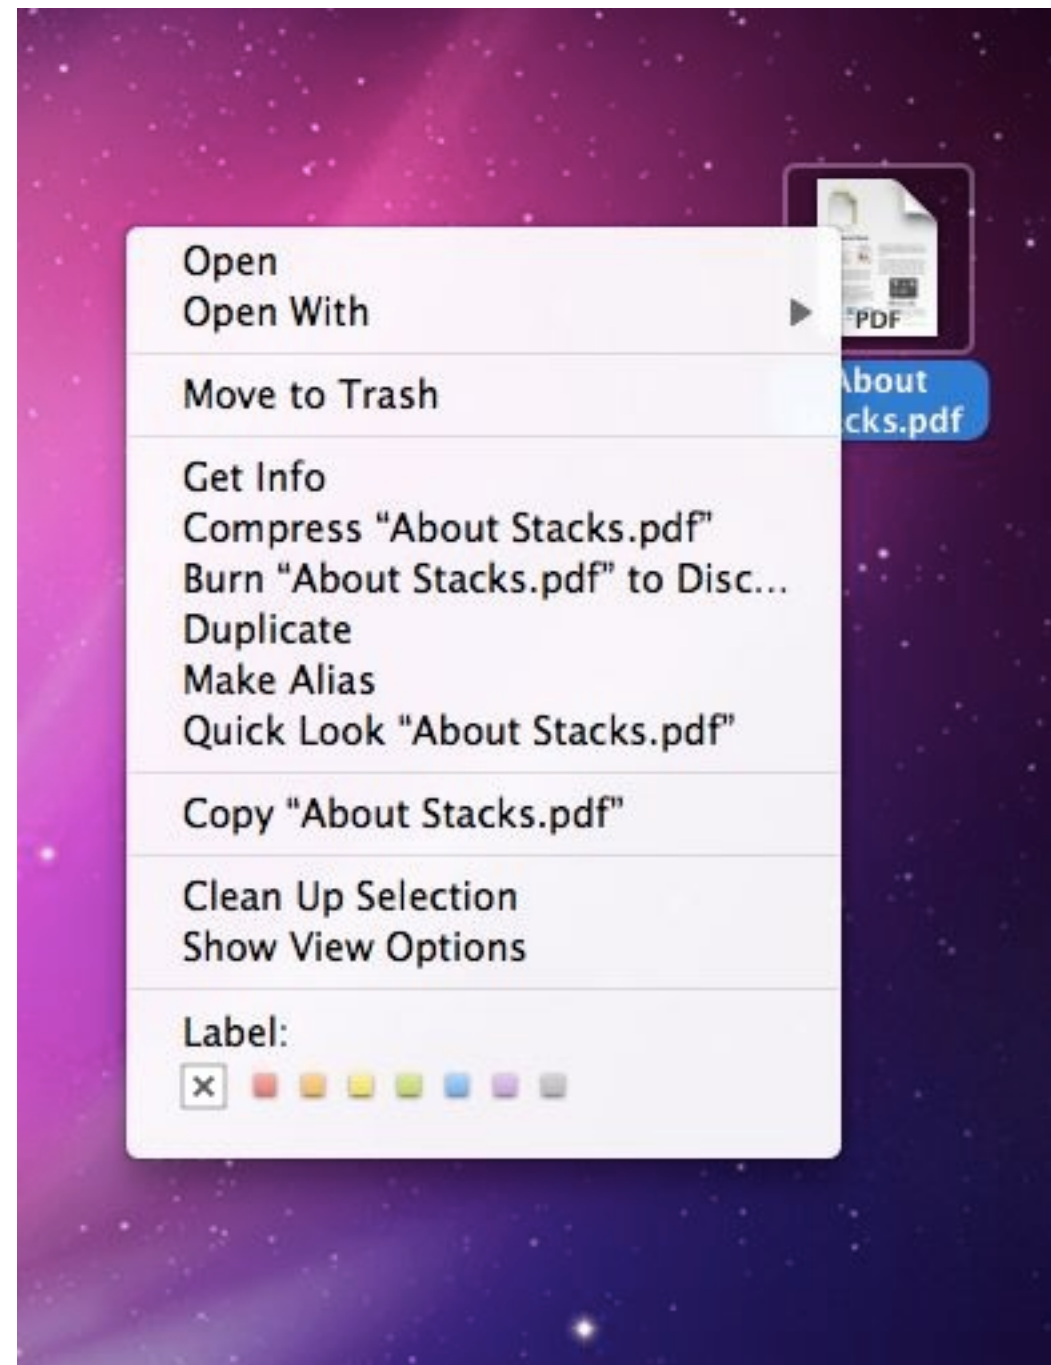 Open
Open With
Move to Trash
Get Info
Compress “About Stacks.pdf”
Burn “About Stacks.pdf” to Disc...
Duplicate
Make Alias
Quick Look “About Stacks.pdf”
Copy “About Stacks.pdf”
Clean Up Selection
Show View Options
Label:
PDF
About
cks.pdf